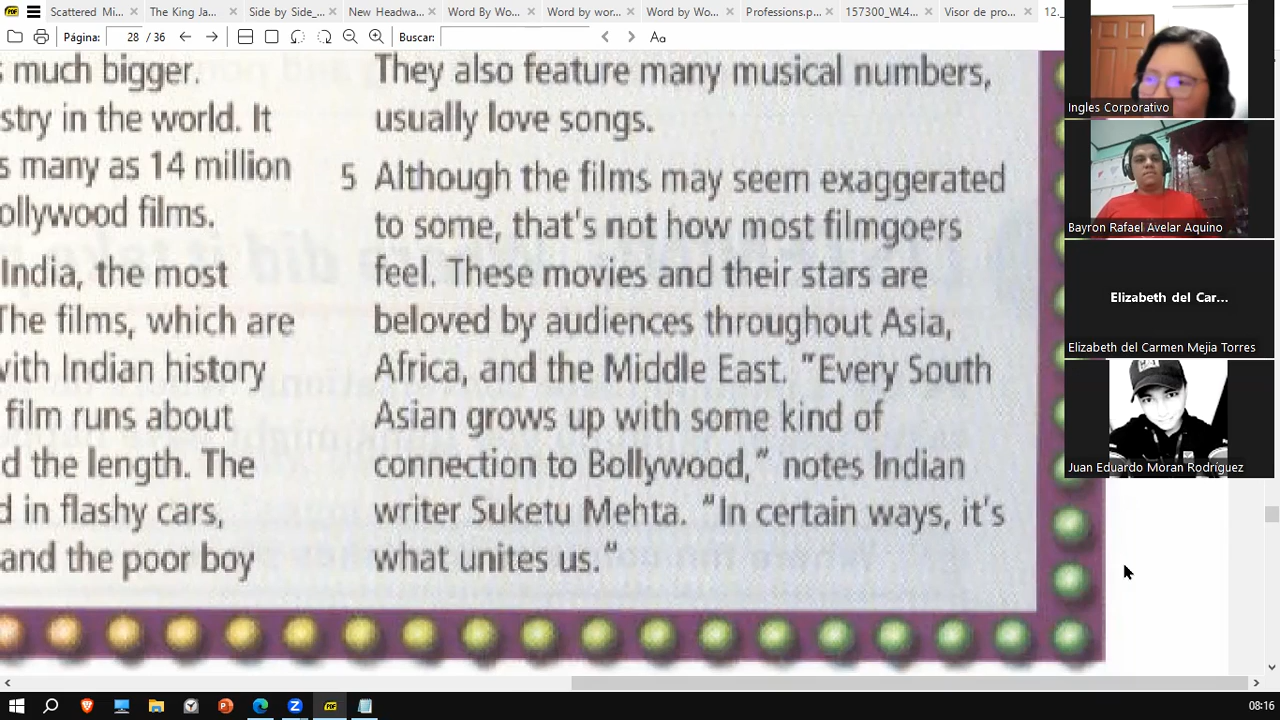 Scattered Mi...
The King Ja...
Side by Side_...
New Headwa...
Word By Wo...
Word by wor...
Word by Wo...
Professions.p...
157300_WL4...
Visor de pro...
12._
Página:
28 / 36
Buscar:
Aa
s much bigger.
stry in the world. It
s many as 14 million
ollywood films.
India, the most
The films, which are
with Indian history
film runs about
d the length. The
d in flashy cars,
and the poor boy
They also feature many musical numbers,
usually love songs.
5 Although the films may seem exaggerated
to some, that's not how most filmgoers
feel. These movies and their stars are
beloved by audiences throughout Asia,
Africa, and the Middle East. "Every South
Asian grows up with some kind of
connection to Bollywood," notes Indian
writer Suketu Mehta. "In certain ways, it's
what unites us."
Ingles Corporativo
Bayron Rafael Avelar Aquino
Elizabeth del Car...
Elizabeth del Carmen Mejia Torres
Juan Eduardo Moran Rodríguez
08:16